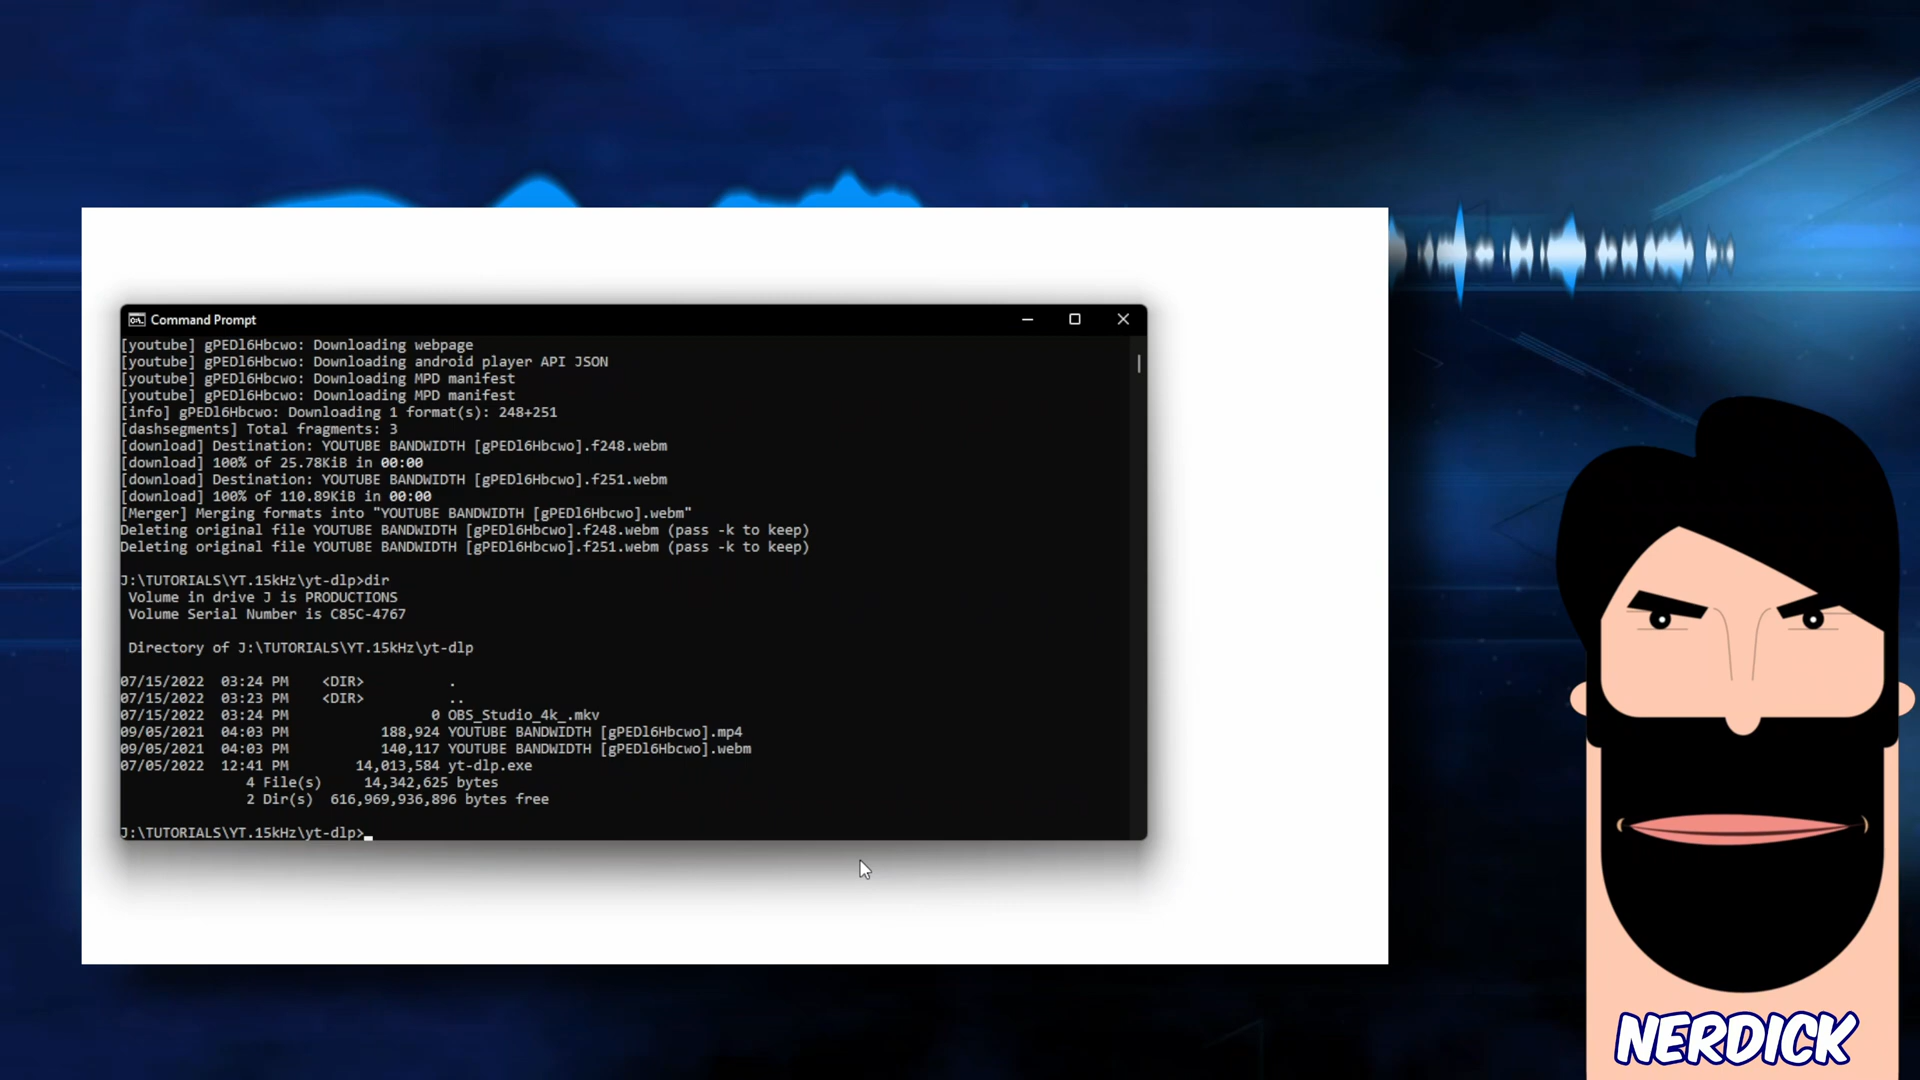 Command Prompt
[youtube] gPEDl6Hbcwo: Downloading webpage
[youtube] gPEDl6Hbcwo: Downloading android player API JSON
[youtube] gPEDl6Hbcwo: Downloading MPD manifest
[youtube] gPEDl6Hbcwo: Downloading MPD manifest
[info] gPEDl6Hbcwo: Downloading 1 format(s): 248+251
[dashsegments] Total fragments: 3
[download] Destination: YOUTUBE BANDWIDTH [gPEDl6Hbcwo].f248.webm
[download] 100% of 25.78KiB in 00:00
[download] Destination: YOUTUBE BANDWIDTH [gPEDl6Hbcwo].f251.webm
[download] 100% of 110.89KiB in 00:00
[Merger] Merging formats into "YOUTUBE BANDWIDTH [gPEDl6Hbcwo].webm"
Deleting original file YOUTUBE BANDWIDTH [gPEDl6Hbcwo].f248.webm (pass -k to keep)
Deleting original file YOUTUBE BANDWIDTH [gPEDl6Hbcwo].f251.webm (pass -k to keep)
J:\TUTORIALS\YT.15kHz\yt-dlp>dir
Volume in drive J is PRODUCTIONS
Volume Serial Number is C85C-4767
Directory of J:\TUTORIALS\YT.15kHz\yt-dlp
07/15/2022 03:24 PM <DIR> .
07/15/2022 03:23 PM <DIR> ..
07/15/2022 03:24 PM 0 OBS_Studio_4k_.mkv
09/05/2021 04:03 PM 188,924 YOUTUBE BANDWIDTH [gPEDl6Hbcwo].mp4
09/05/2021 04:03 PM 140,117 YOUTUBE BANDWIDTH [gPEDl6Hbcwo].webm
07/05/2022 12:41 PM 14,013,584 yt-dlp.exe
4 File(s) 14,342,625 bytes
2 Dir(s) 616,969,936,896 bytes free
J:\TUTORIALS\YT.15kHz\yt-dlp>
NERDICK